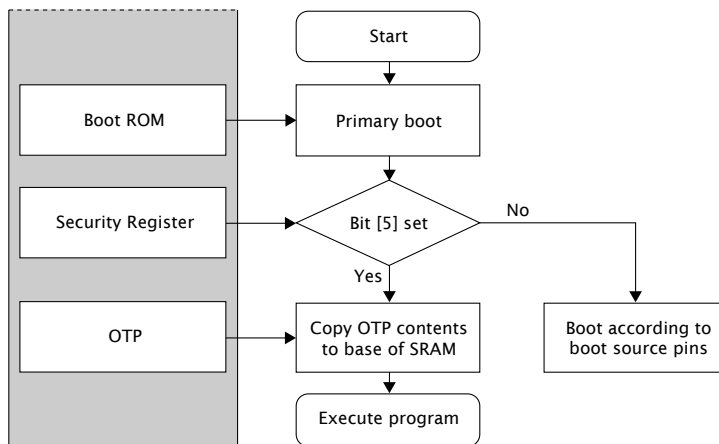 Start
Boot ROM
Primary boot
Security Register
Bit [5] set
No
Yes
OTP
Copy OTP contents
to base of SRAM
Boot according to
boot source pins
Execute program